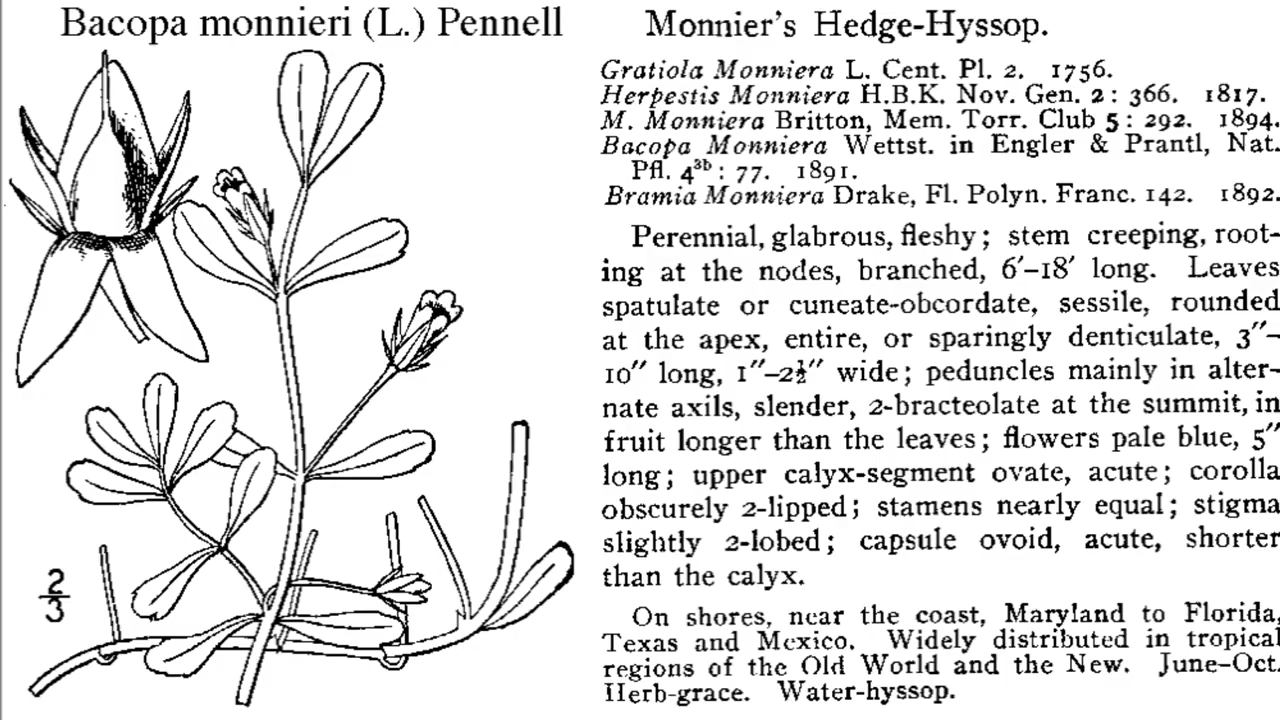 Bacopa monnieri (L.) Pennell
Monnier's Hedge-Hyssop.
Gratiola Monniera L. Cent. Pl. 2. 1756.
Herpestis Monniera H.B.K. Nov. Gen. 2: 366. 1817.
M. Monniera Britton, Mem. Torr. Club 5: 292. 1894.
Bacopa Monniera Wettst. in Engler & Prantl, Nat.
Pfl. 4³ᵇ: 77. 1891.
Bramia Monniera Drake, Fl. Polyn. Franc. 142. 1892.
Perennial, glabrous, fleshy; stem creeping, root-
ing at the nodes, branched, 6′–18′ long. Leaves
spatulate or cuneate-obcordate, sessile, rounded
at the apex, entire, or sparingly denticulate, 3″–
10″ long, 1″–2½″ wide; peduncles mainly in alter-
nate axils, slender, 2-bracteolate at the summit, in
fruit longer than the leaves; flowers pale blue, 5″
long; upper calyx-segment ovate, acute; corolla
obscurely 2-lipped; stamens nearly equal; stigma
slightly 2-lobed; capsule ovoid, acute, shorter
than the calyx.
On shores, near the coast, Maryland to Florida,
Texas and Mexico. Widely distributed in tropical
regions of the Old World and the New. June–Oct.
Herb-grace. Water-hyssop.
2/3